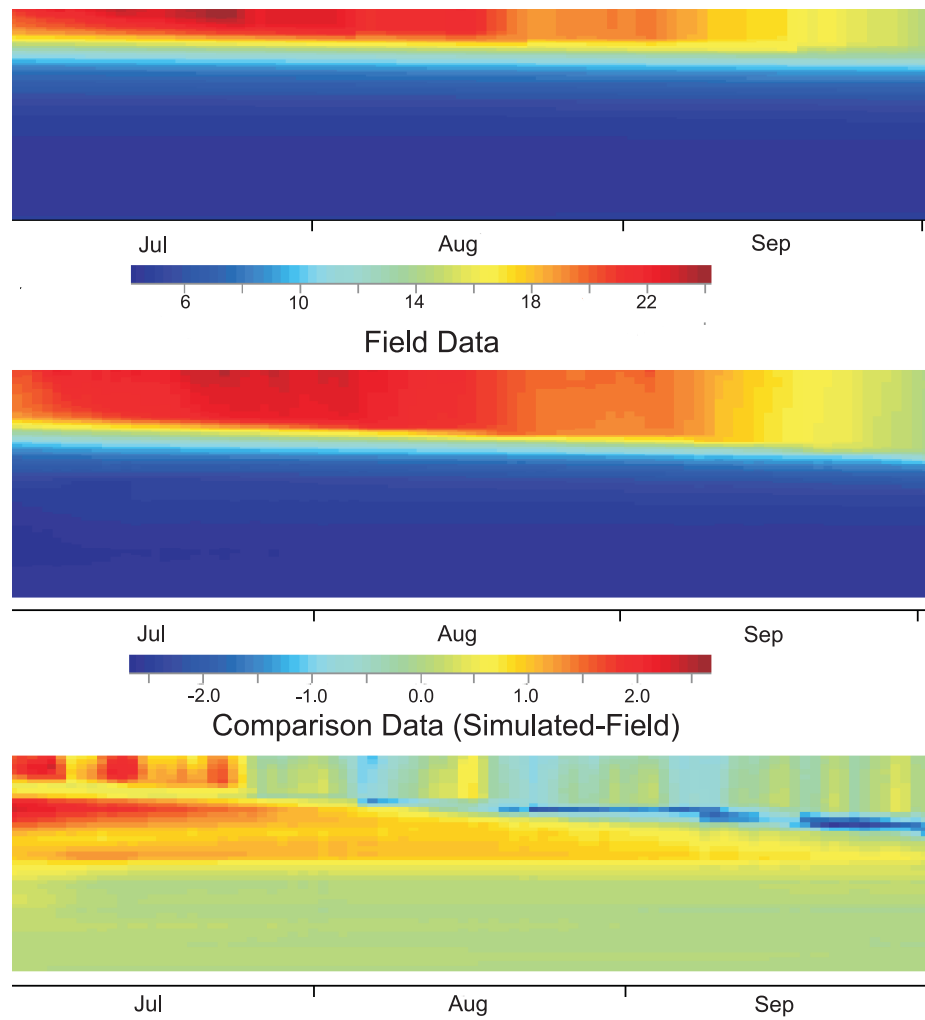 Jul Aug Sep
6 10 14 18 22
Field Data
Jul Aug Sep
-2.0 -1.0 0.0 1.0 2.0
Comparison Data (Simulated-Field)
Jul Aug Sep